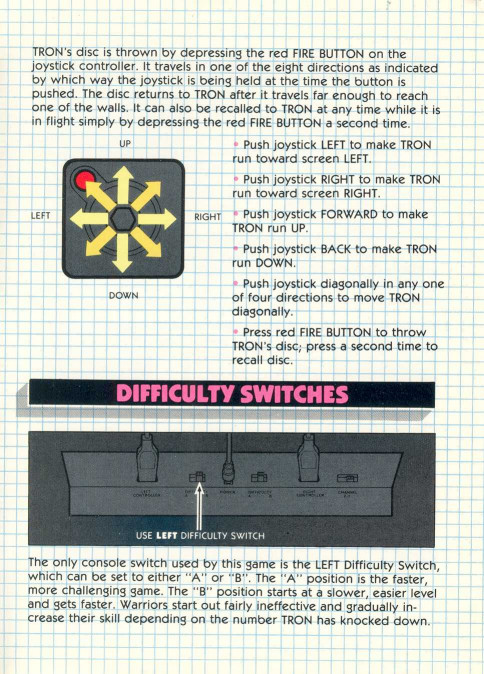 TRON's disc is thrown by depressing the red FIRE BUTTON on the
joystick controller. It travels in one of the eight directions as indicated
by which way the joystick is being held at the time the button is
pushed. The disc returns to TRON after it travels far enough to reach
one of the walls. It can also be recalled to TRON at any time while it is
in flight simply by depressing the red FIRE BUTTON a second time.
UP
LEFT
RIGHT
DOWN
• Push joystick LEFT to make TRON
run toward screen LEFT.
• Push joystick RIGHT to make TRON
run toward screen RIGHT.
• Push joystick FORWARD to make
TRON run UP.
• Push joystick BACK to make TRON
run DOWN.
• Push joystick diagonally in any one
of four directions to move TRON
diagonally.
• Press red FIRE BUTTON to throw
TRON's disc; press a second time to
recall disc.
DIFFICULTY SWITCHES
LEFT
CONTROLLER
POWER
DIFFICULTY
RIGHT
CONTROLLER
CHANNEL
USE LEFT DIFFICULTY SWITCH
The only console switch used by this game is the LEFT Difficulty Switch,
which can be set to either "A" or "B". The "A" position is the faster,
more challenging game. The "B" position starts at a slower, easier level
and gets faster. Warriors start out fairly ineffective and gradually in-
crease their skill depending on the number TRON has knocked down.